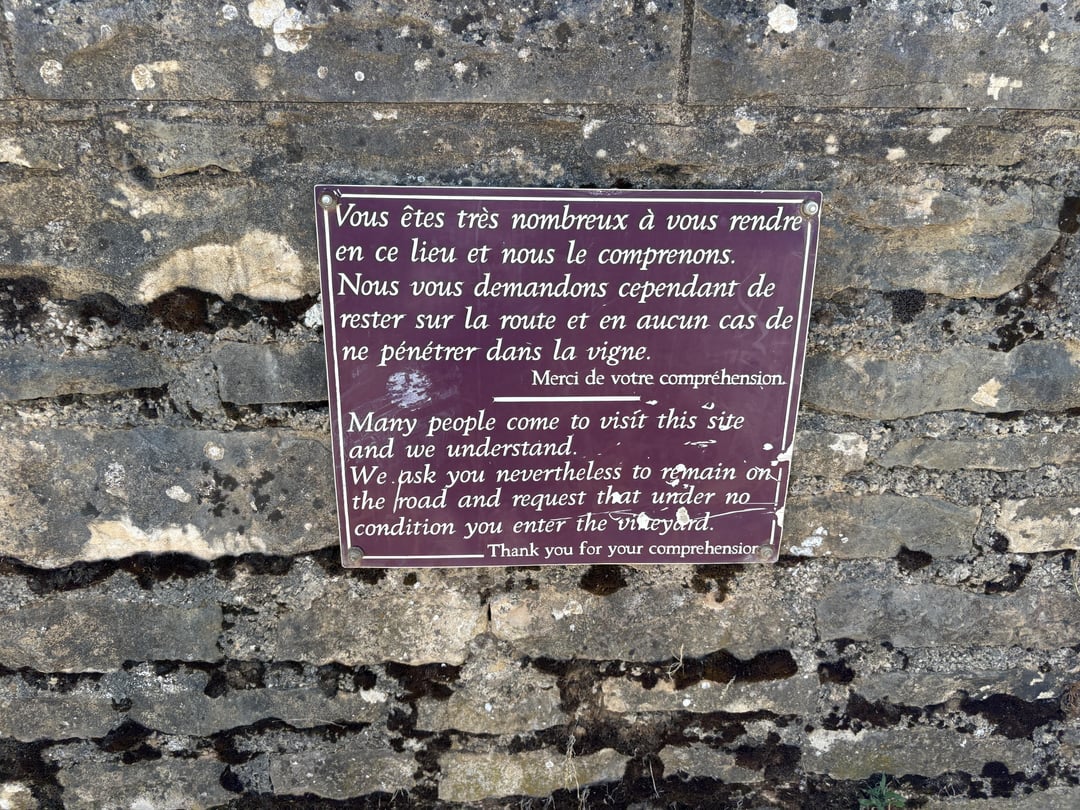 Vous êtes très nombreux à vous rendre
en ce lieu et nous le comprenons.
Nous vous demandons cependant de
rester sur la route et en aucun cas de
ne pénétrer dans la vigne.
Merci de votre compréhension.
Many people come to visit this site
and we understand.
We ask you nevertheless to remain on
the road and request that under no
condition you enter the vineyard.
Thank you for your comprehension